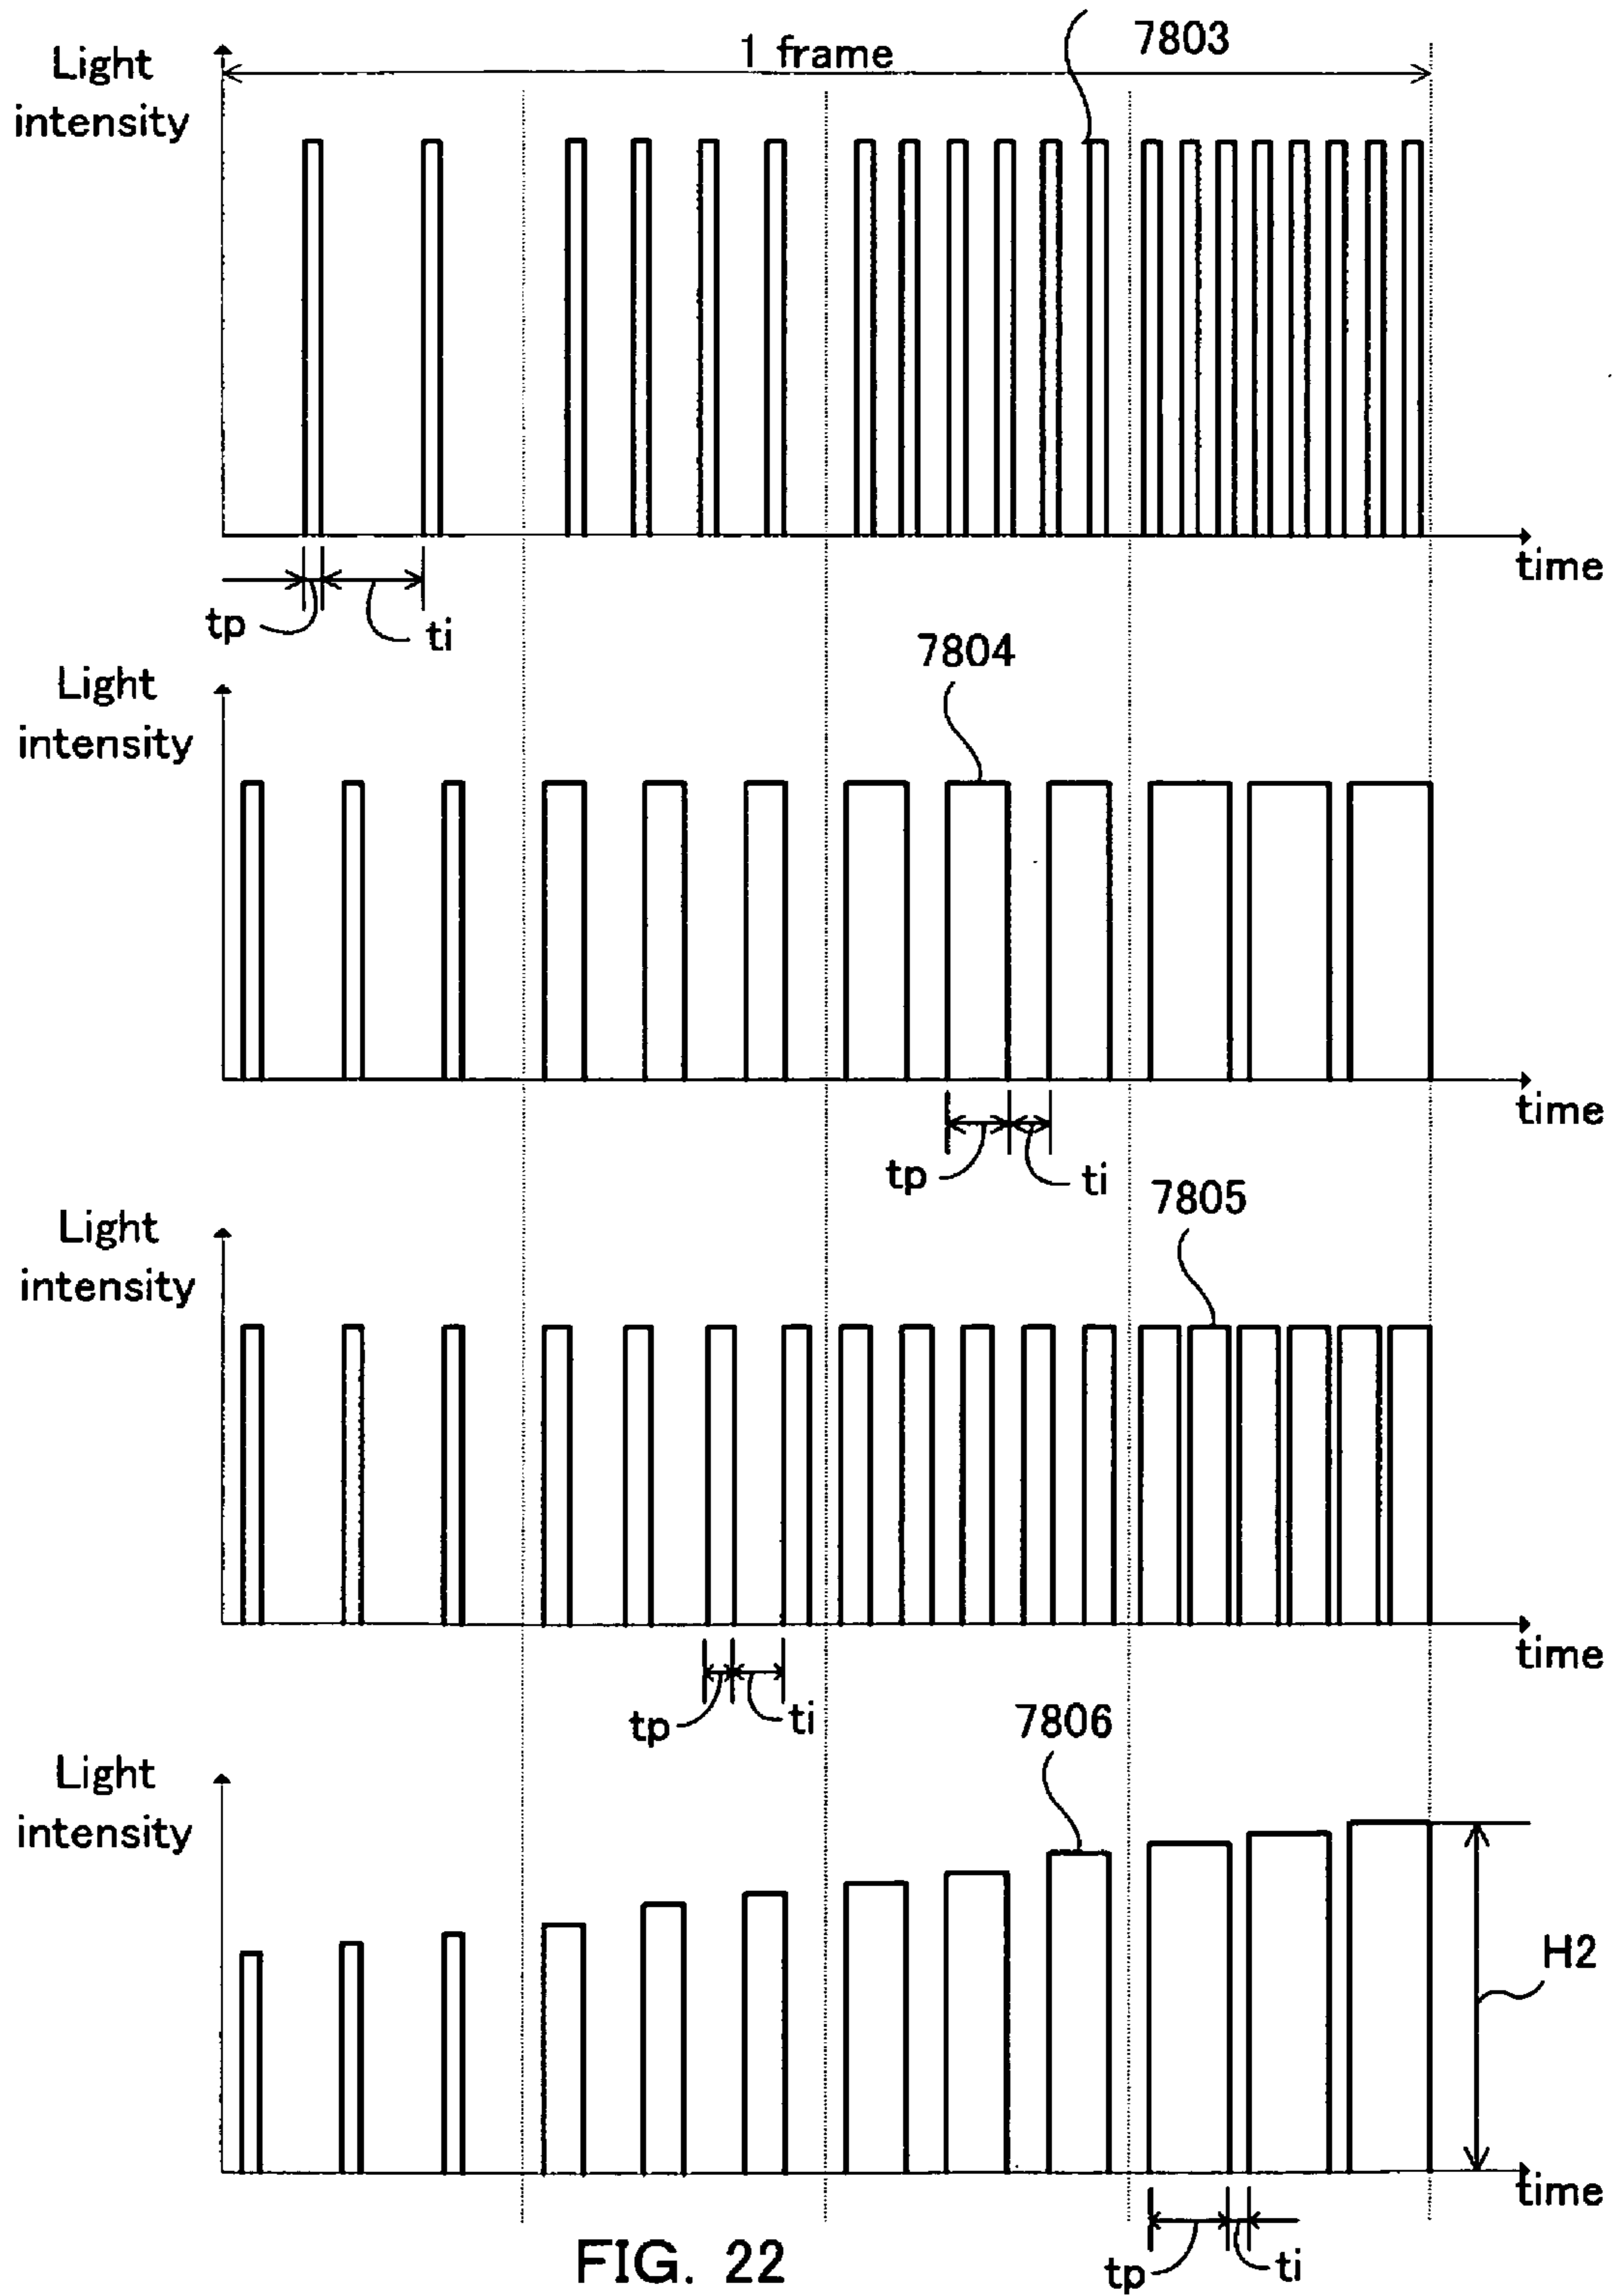 7803
1 frame
Light
intensity
time
tp
ti
7804
Light
intensity
time
tp
ti
7805
Light
intensity
time
tp
ti
7806
Light
intensity
H2
time
tp
ti
FIG. 22